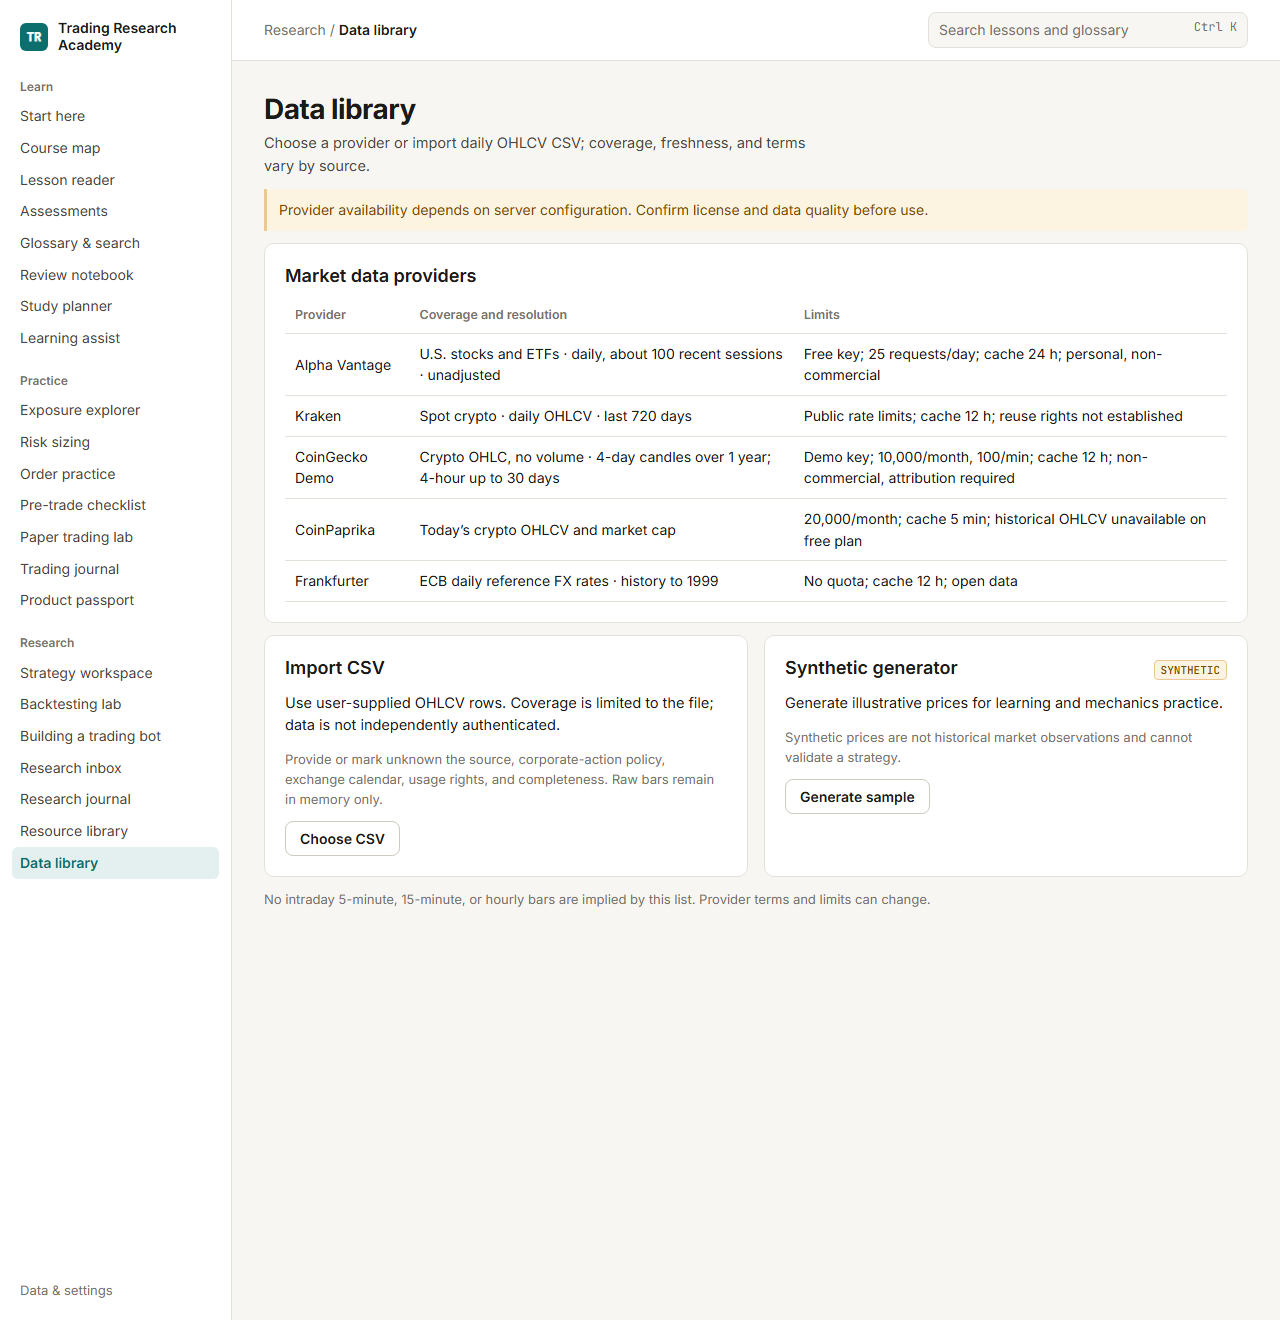 TR
Trading Research
Academy
Learn
Start here
Course map
Lesson reader
Assessments
Glossary & search
Review notebook
Study planner
Learning assist
Practice
Exposure explorer
Risk sizing
Order practice
Pre-trade checklist
Paper trading lab
Trading journal
Product passport
Research
Strategy workspace
Backtesting lab
Building a trading bot
Research inbox
Research journal
Resource library
Data library
Data & settings
Research / Data library
Search lessons and glossary Ctrl K
Data library
Choose a provider or import daily OHLCV CSV; coverage, freshness, and terms
vary by source.
Provider availability depends on server configuration. Confirm license and data quality before use.
Market data providers
Provider Coverage and resolution Limits
Alpha Vantage
U.S. stocks and ETFs · daily, about 100 recent sessions
· unadjusted
Free key; 25 requests/day; cache 24 h; personal, non-
commercial
Kraken Spot crypto · daily OHLCV · last 720 days Public rate limits; cache 12 h; reuse rights not established
CoinGecko
Demo
Crypto OHLC, no volume · 4-day candles over 1 year;
4-hour up to 30 days
Demo key; 10,000/month, 100/min; cache 12 h; non-
commercial, attribution required
CoinPaprika
Today’s crypto OHLCV and market cap
20,000/month; cache 5 min; historical OHLCV unavailable on
free plan
Frankfurter ECB daily reference FX rates · history to 1999 No quota; cache 12 h; open data
Import CSV
Use user-supplied OHLCV rows. Coverage is limited to the file;
data is not independently authenticated.
Provide or mark unknown the source, corporate-action policy,
exchange calendar, usage rights, and completeness. Raw bars remain
in memory only.
Choose CSV
Synthetic generator SYNTHETIC
Generate illustrative prices for learning and mechanics practice.
Synthetic prices are not historical market observations and cannot
validate a strategy.
Generate sample
No intraday 5-minute, 15-minute, or hourly bars are implied by this list. Provider terms and limits can change.